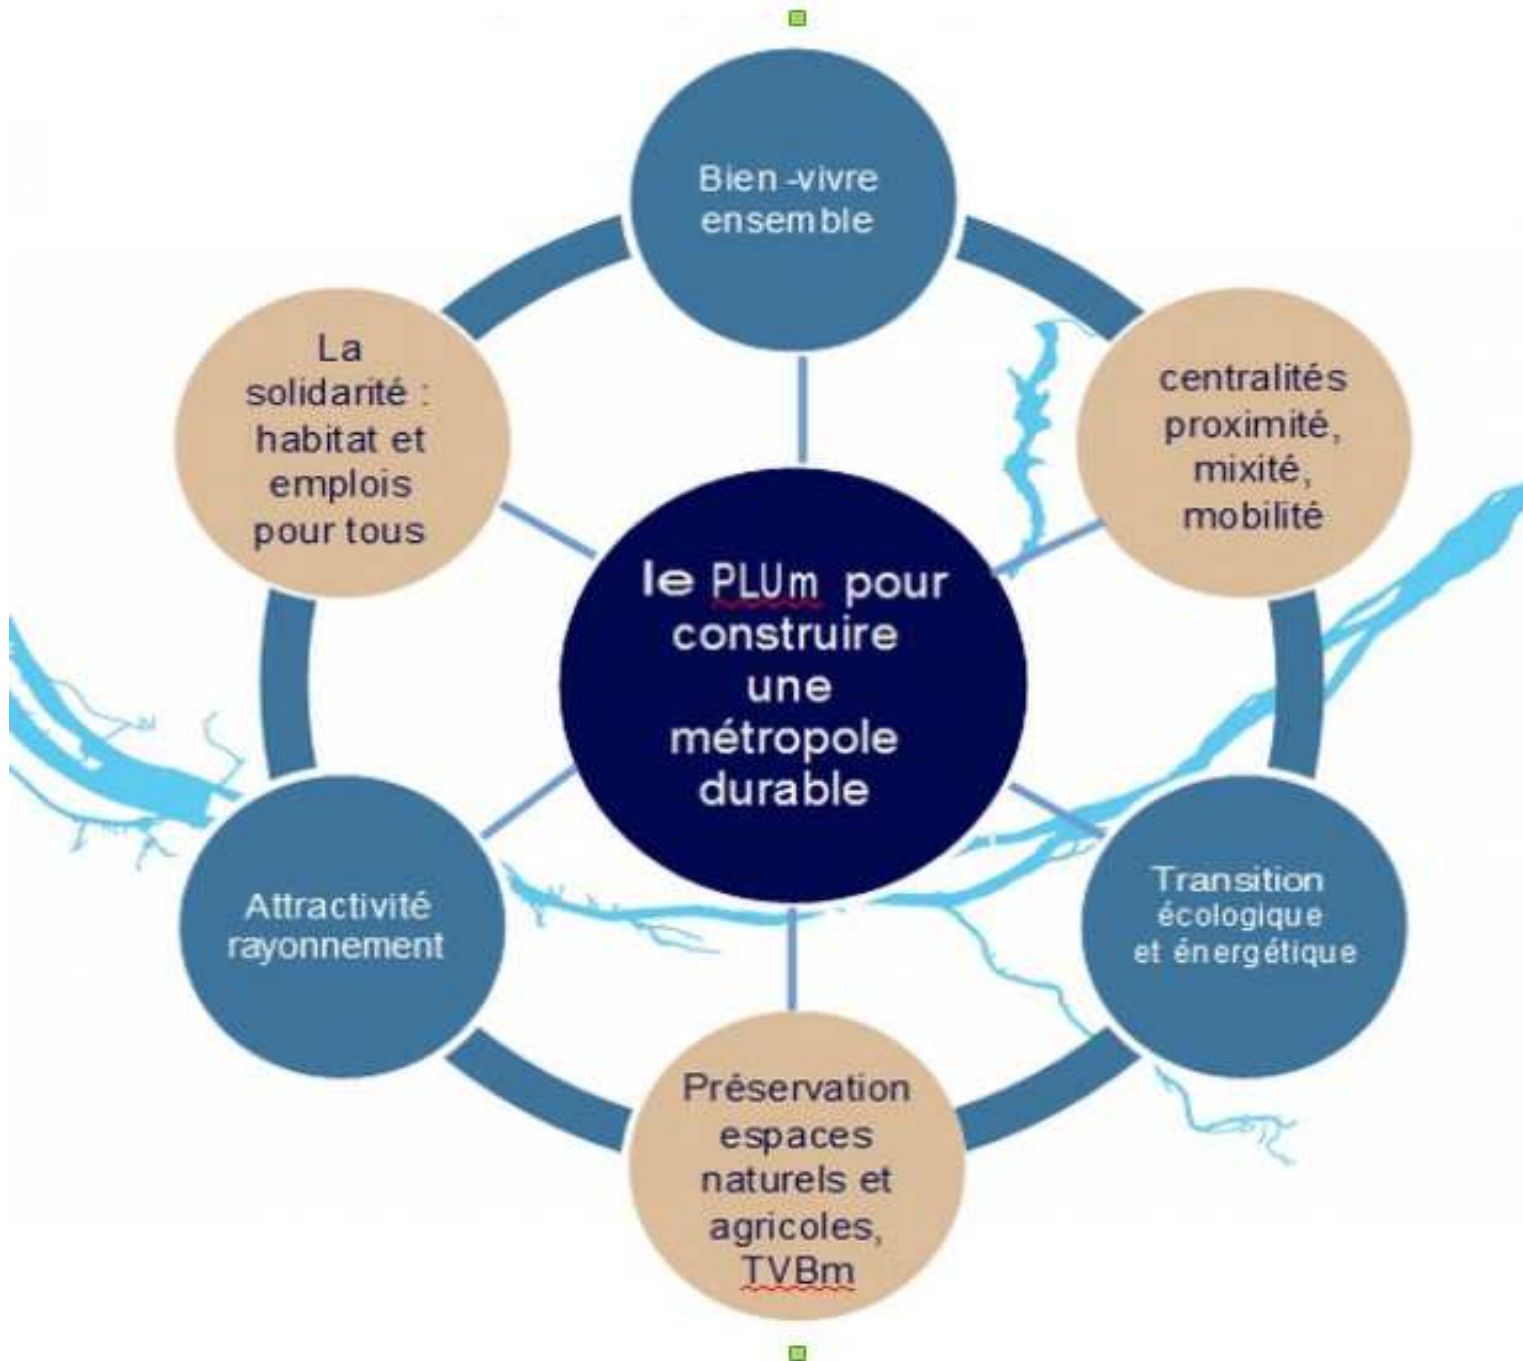 Bien -vivre
ensemble
La
solidarité :
habitat et
emplois
pour tous
centralités
proximité,
mixité,
mobilité
le PLUm pour
construire
une
métropole
durable
Attractivité
rayonnement
Transition
écologique
et énergétique
Préservation
espaces
naturels et
agricoles,
TVBm